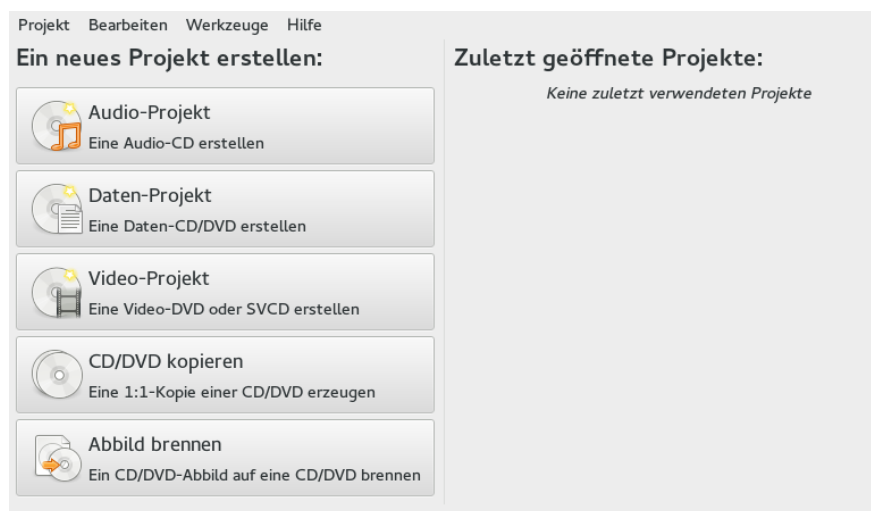 Projekt Bearbeiten Werkzeuge Hilfe
Ein neues Projekt erstellen:
Audio-Projekt
Eine Audio-CD erstellen
Daten-Projekt
Eine Daten-CD/DVD erstellen
Video-Projekt
Eine Video-DVD oder SVCD erstellen
CD/DVD kopieren
Eine 1:1-Kopie einer CD/DVD erzeugen
Abbild brennen
Ein CD/DVD-Abbild auf eine CD/DVD brennen
Zuletzt geöffnete Projekte:
Keine zuletzt verwendeten Projekte